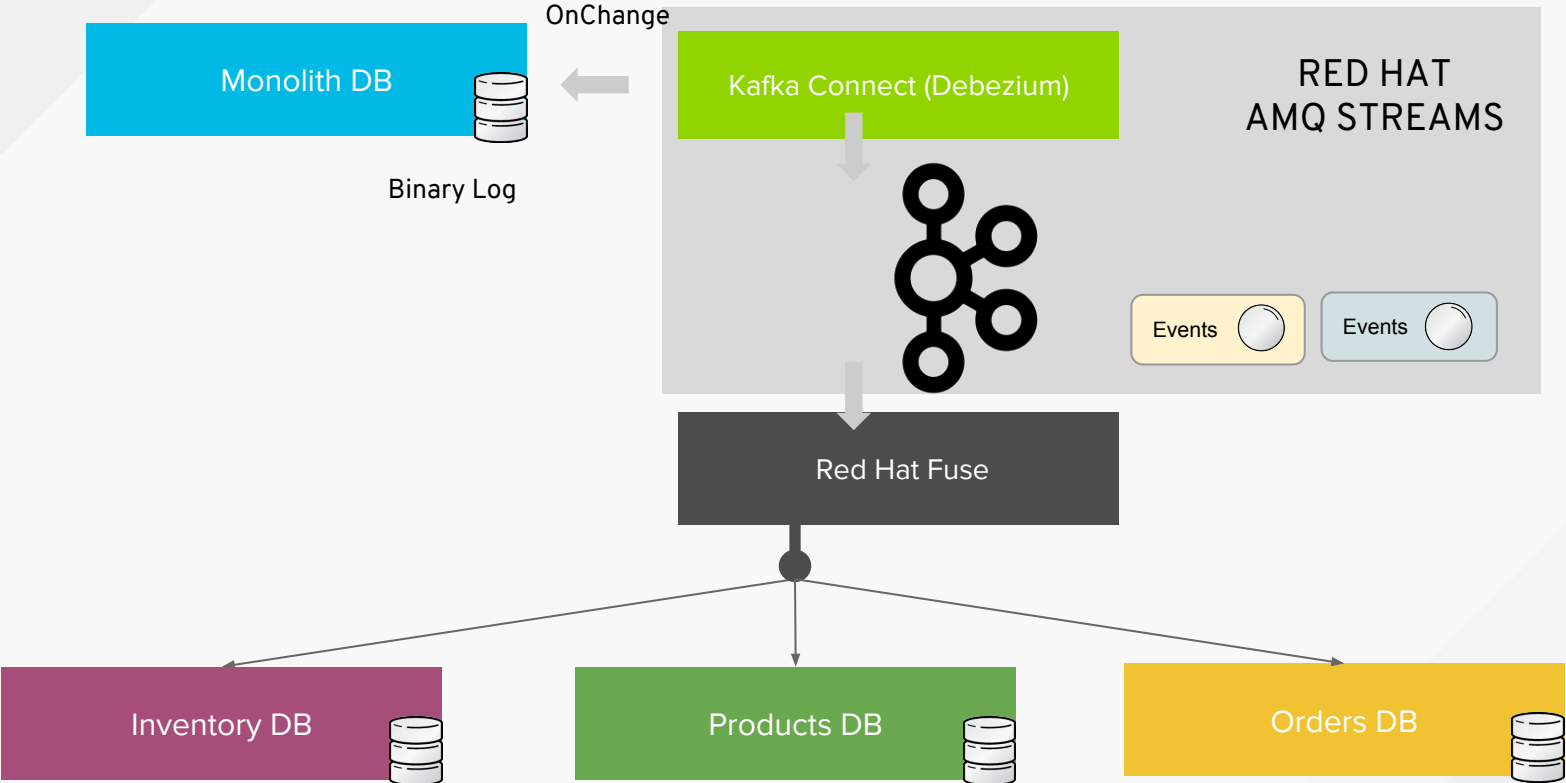 OnChange
Monolith DB
Kafka Connect (Debezium)
RED HAT
AMQ STREAMS
Binary Log
Events
Events
Red Hat Fuse
Inventory DB
Products DB
Orders DB